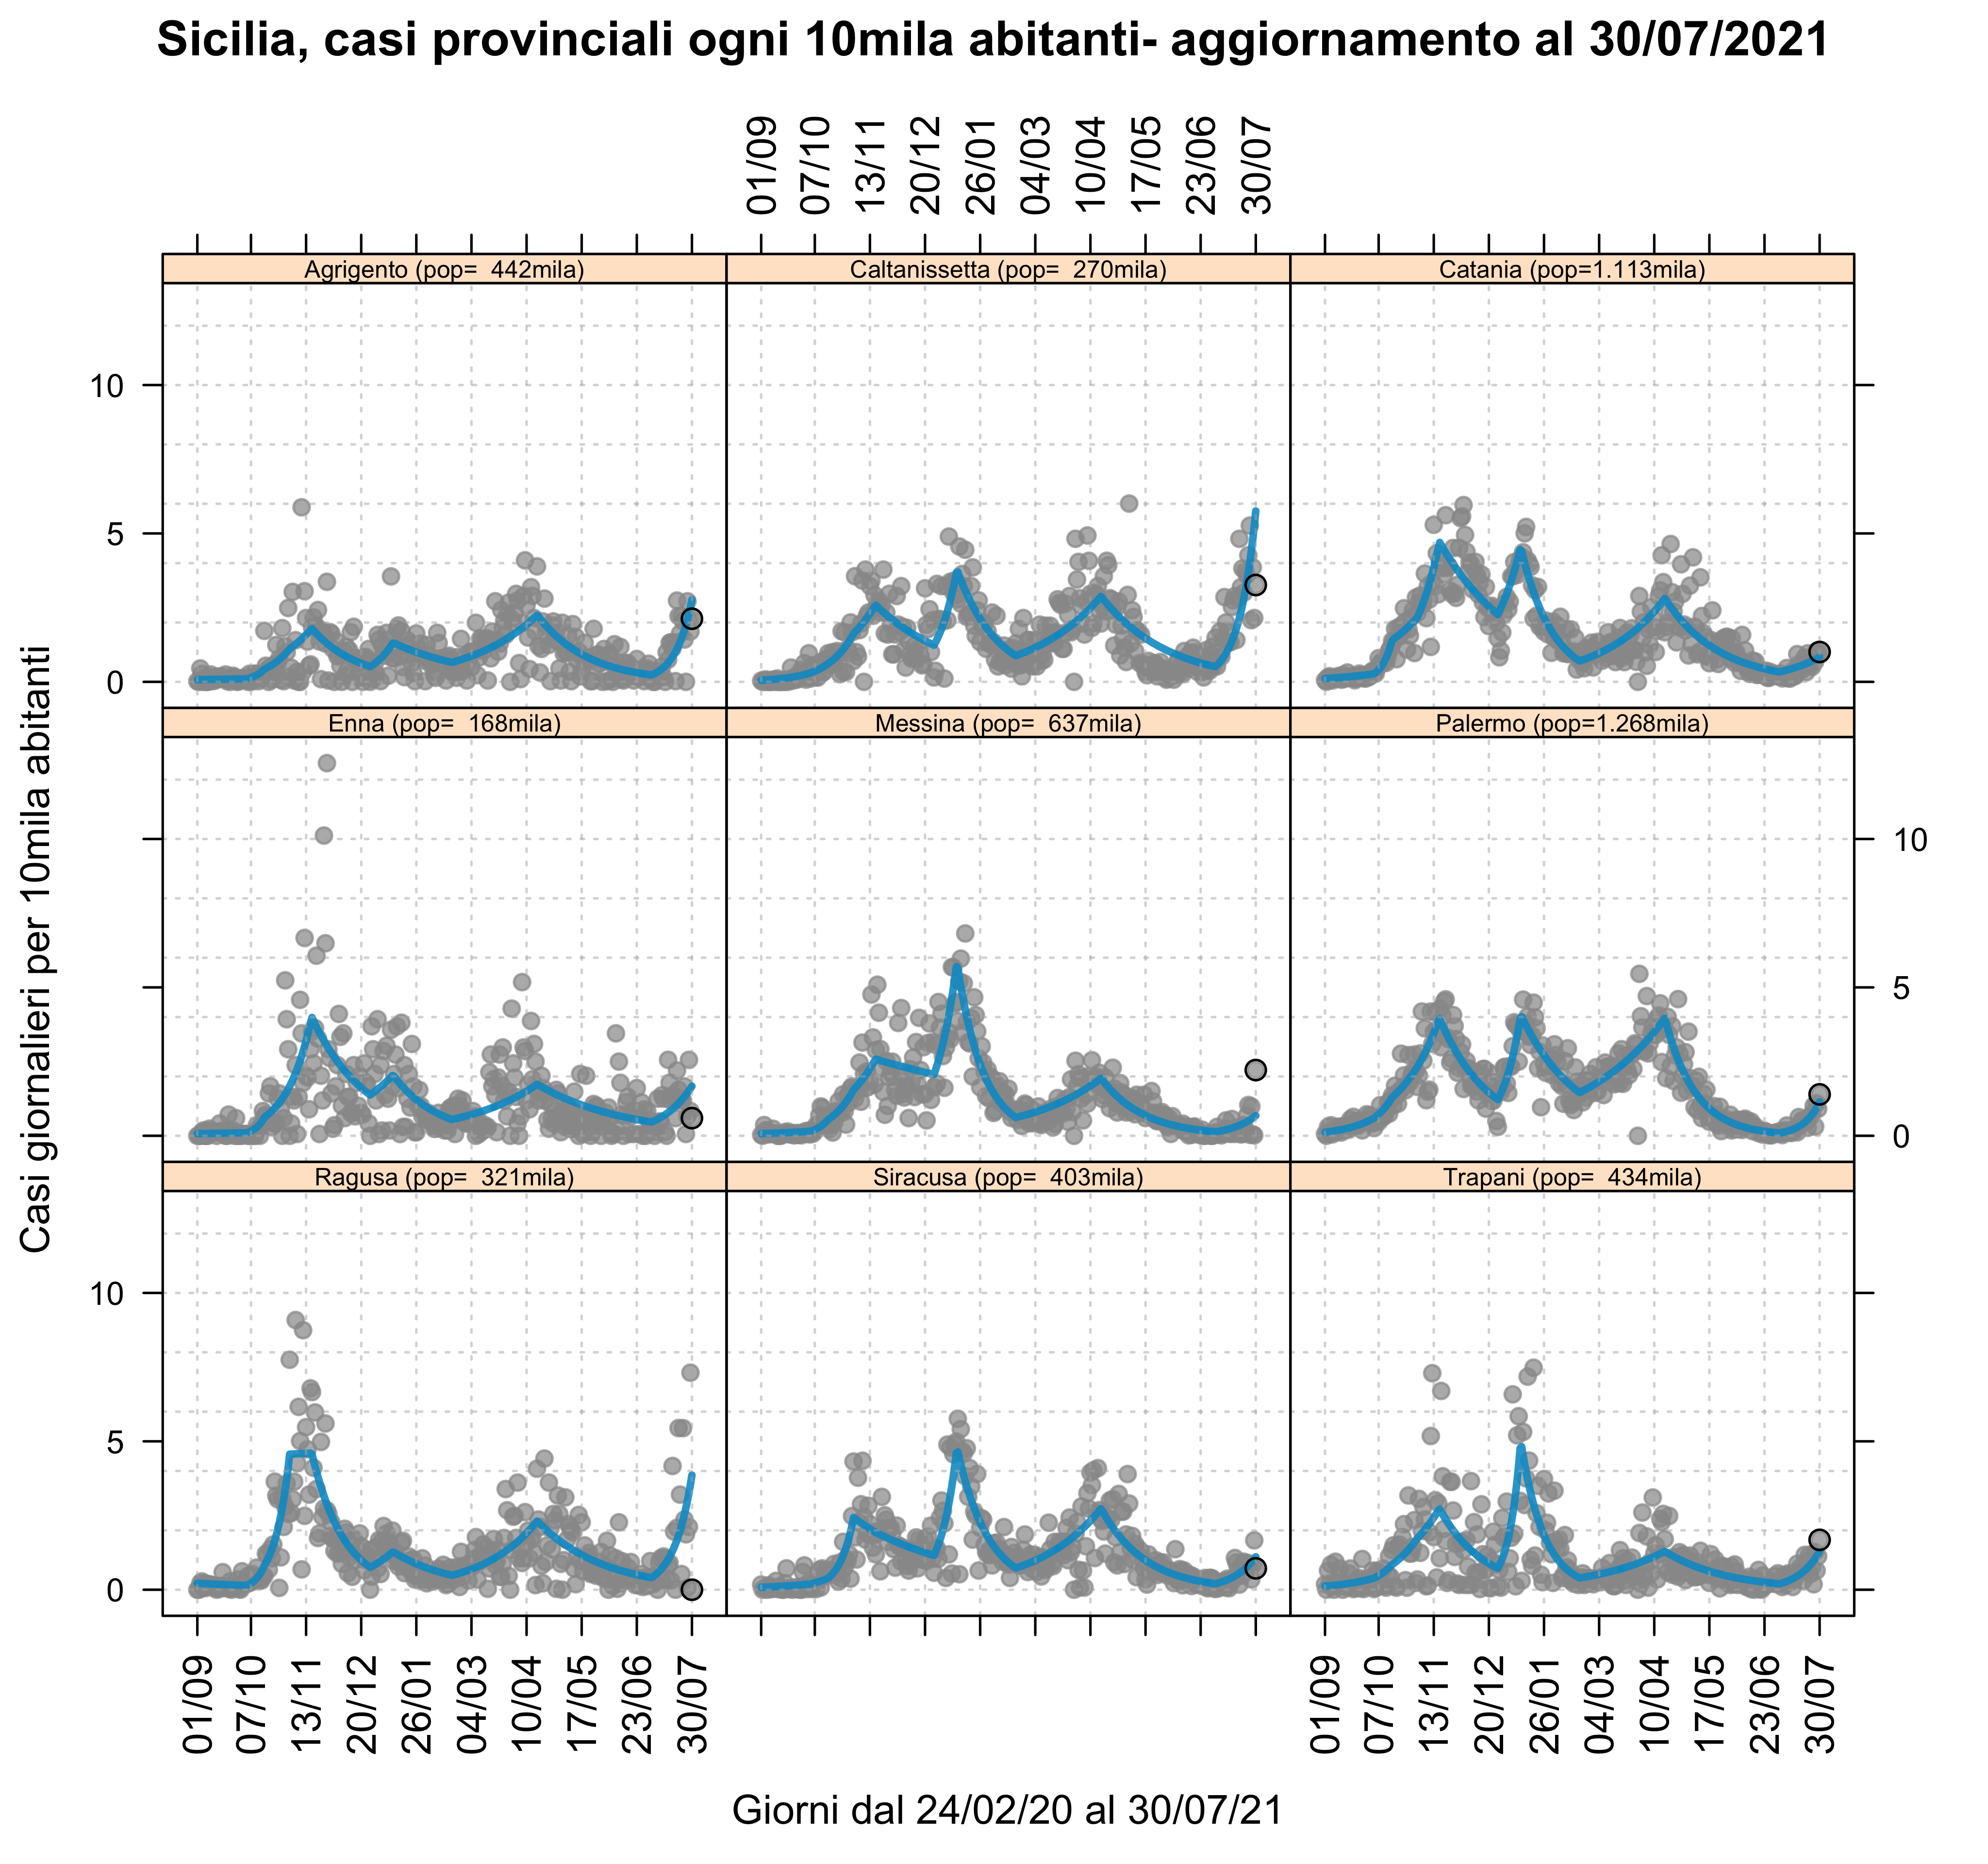 Sicilia, casi provinciali ogni 10mila abitanti- aggiornamento al 30/07/2021
01/09 07/10 13/11 20/12 26/01 04/03 10/04 17/05 23/06 30/07
Agrigento (pop= 442mila) Caltanissetta (pop= 270mila) Catania (pop=1.113mila)
10
5
0
Enna (pop= 168mila) Messina (pop= 637mila) Palermo (pop=1.268mila)
10
5
0
Ragusa (pop= 321mila) Siracusa (pop= 403mila) Trapani (pop= 434mila)
10
5
0
Casi giornalieri per 10mila abitanti
01/09 07/10 13/11 20/12 26/01 04/03 10/04 17/05 23/06 30/07 01/09 07/10 13/11 20/12 26/01 04/03 10/04 17/05 23/06 30/07
Giorni dal 24/02/20 al 30/07/21